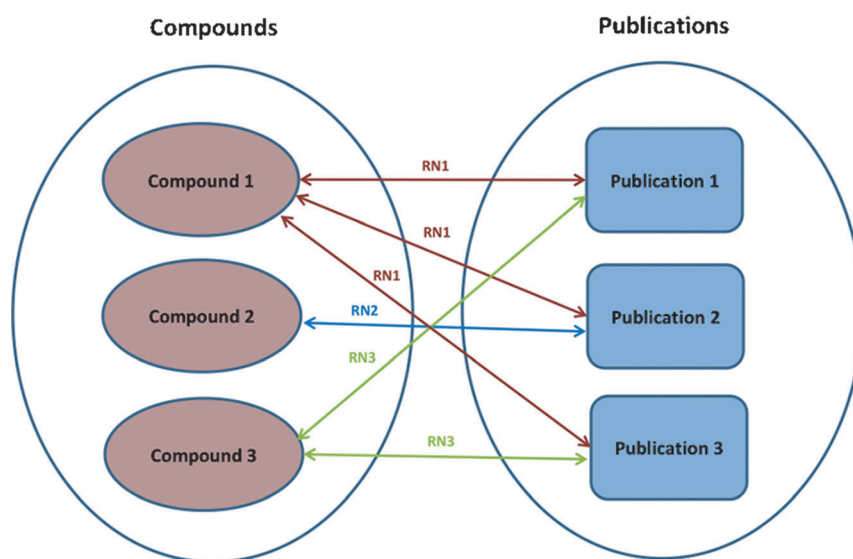 Compounds
Publications
Compound 1
RN1
Publication 1
RN1
RN1
Compound 2
RN2
Publication 2
RN3
Compound 3
RN3
Publication 3